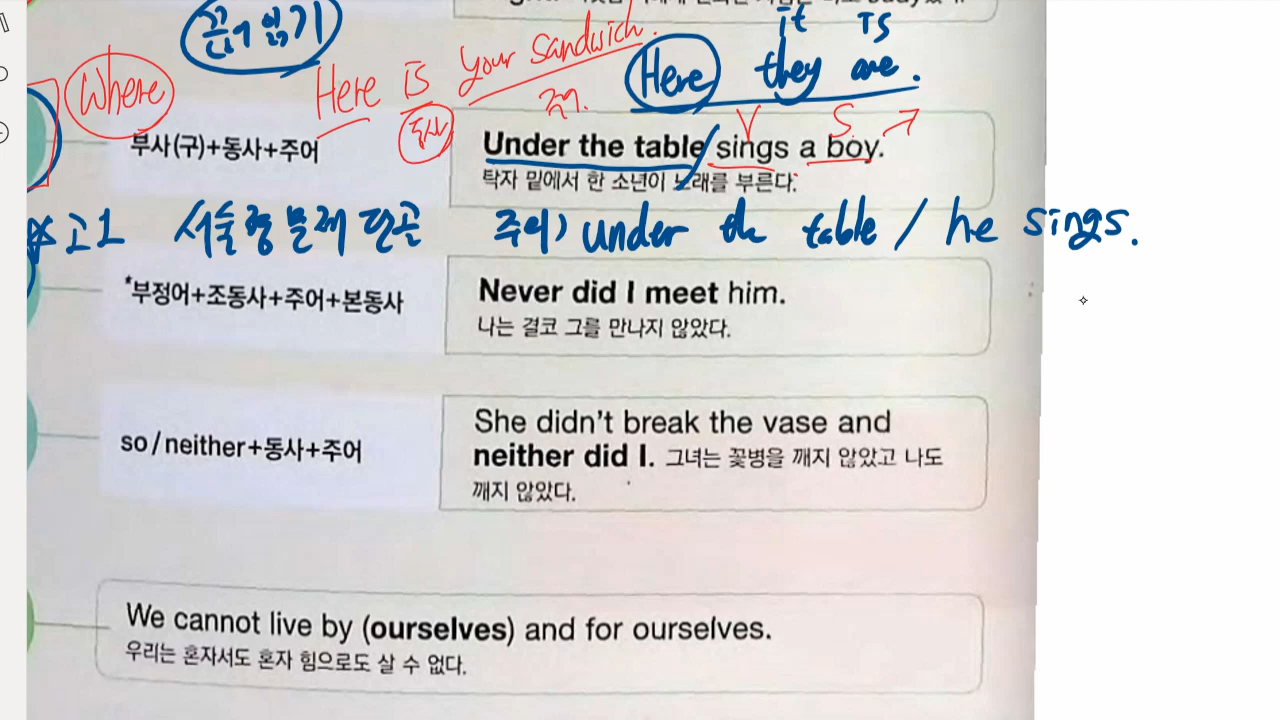 끊어 읽기
it is
Where
Here is your sandwich.
주어.
동사
Here they are.
V S
부사(구)+동사+주어
Under the table / sings a boy.
탁자 밑에서 한 소년이 노래를 부른다.
고1 서술형 문제 단골 주의) under the table / he sings.
*부정어+조동사+주어+본동사
Never did I meet him.
나는 결코 그를 만나지 않았다.
so/neither+동사+주어
She didn't break the vase and
neither did I. 그녀는 꽃병을 깨지 않았고 나도
깨지 않았다.
We cannot live by (ourselves) and for ourselves.
우리는 혼자서도 혼자 힘으로도 살 수 없다.